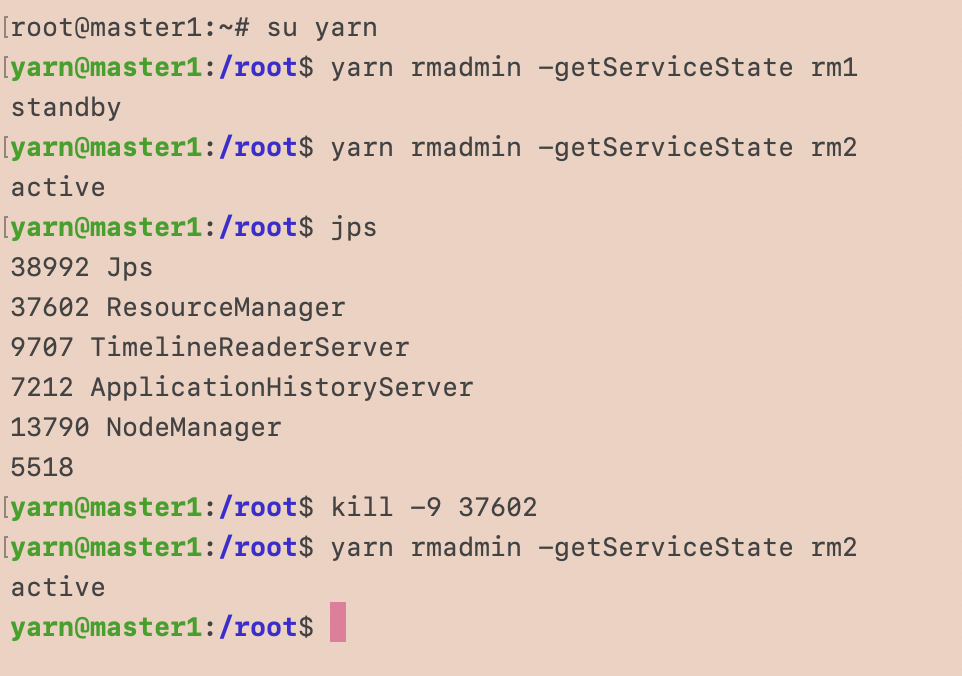 [root@master1:~# su yarn
[yarn@master1:/root$ yarn rmadmin -getServiceState rm1
standby
[yarn@master1:/root$ yarn rmadmin -getServiceState rm2
active
[yarn@master1:/root$ jps
38992 Jps
37602 ResourceManager
9707 TimelineReaderServer
7212 ApplicationHistoryServer
13790 NodeManager
5518
[yarn@master1:/root$ kill -9 37602
[yarn@master1:/root$ yarn rmadmin -getServiceState rm2
active
yarn@master1:/root$